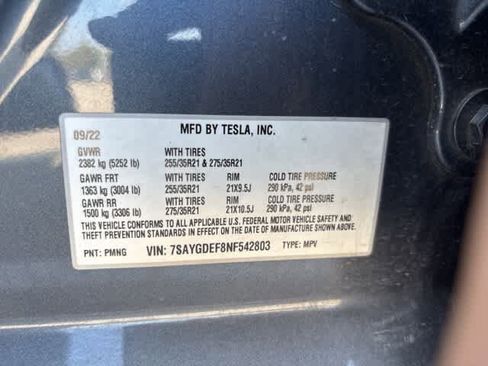 09/22 MFD BY TESLA, INC.
GVWR WITH TIRES
2382 kg (5252 lb) 255/35R21 & 275/35R21
GAWR FRT WITH TIRES RIM COLD TIRE PRESSURE
1363 kg (3004 lb) 255/35R21 21X9.5J 290 kPa, 42 psi
GAWR RR WITH TIRES RIM COLD TIRE PRESSURE
1500 kg (3306 lb) 275/35R21 21X10.5J 290 kPa, 42 psi
THIS VEHICLE CONFORMS TO ALL APPLICABLE U.S. FEDERAL MOTOR VEHICLE SAFETY AND
THEFT PREVENTION STANDARDS IN EFFECT ON THE DATE OF MANUFACTURE SHOWN ABOVE.
PNT: PMNG VIN: 7SAYGDEF8NF542803 TYPE: MPV